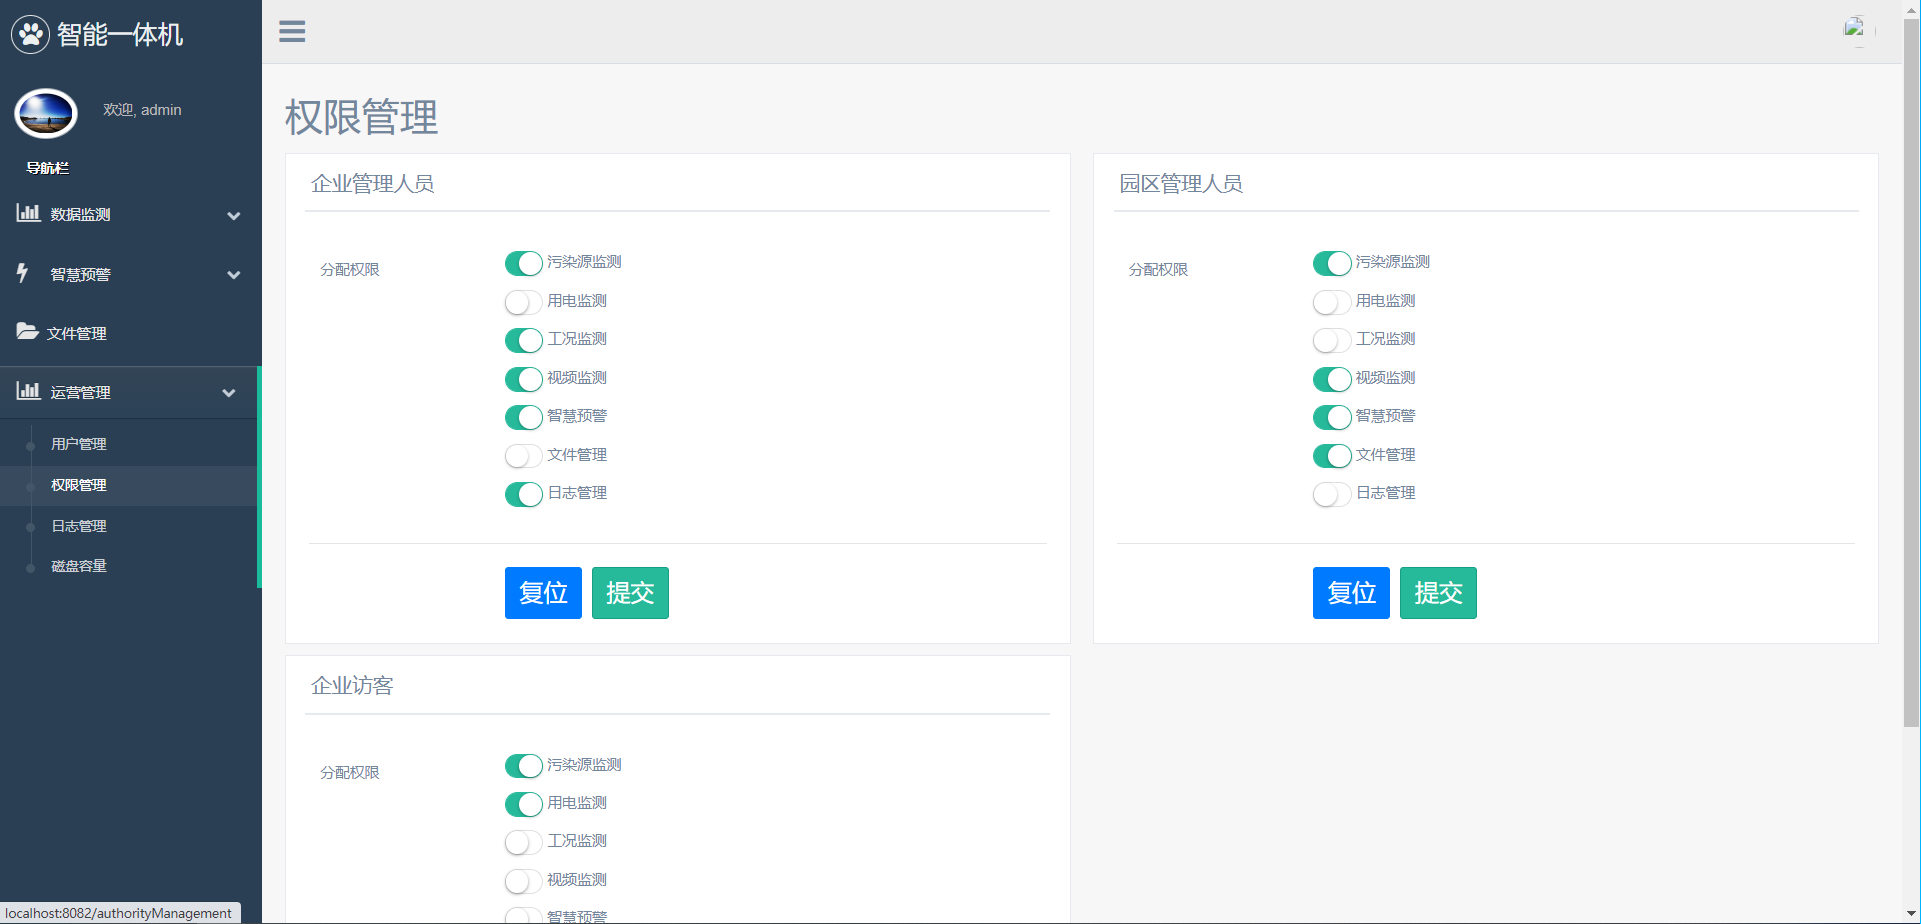 智能一体机
欢迎, admin
导航栏
数据监测
智慧预警
文件管理
运营管理
用户管理
权限管理
日志管理
磁盘容量
localhost:8082/authorityManagement
权限管理
企业管理人员
分配权限
污染源监测
用电监测
工况监测
视频监测
智慧预警
文件管理
日志管理
复位 提交
园区管理人员
分配权限
污染源监测
用电监测
工况监测
视频监测
智慧预警
文件管理
日志管理
复位 提交
企业访客
分配权限
污染源监测
用电监测
工况监测
视频监测
智慧预警